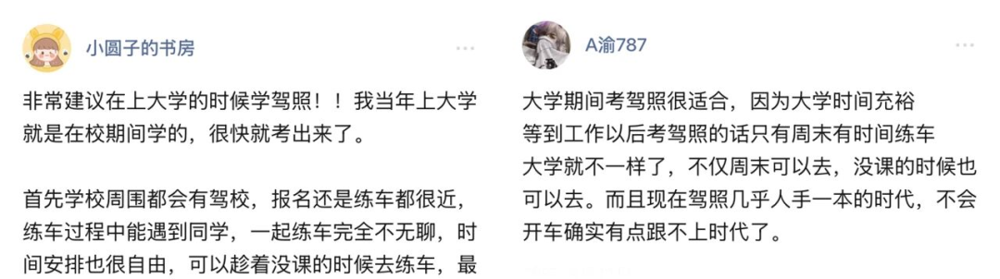 小圆子的书房
非常建议在上大学的时候学驾照！！我当年上大学
就是在校期间学的，很快就考出来了。
首先学校周围都会有驾校，报名还是练车都很近，
练车过程中能遇到同学，一起练车完全不无聊，时
间安排也很自由，可以趁着没课的时候去练车，最
A渝787
大学期间考驾照很适合，因为大学时间充裕
等到工作以后考驾照的话只有周末有时间练车
大学就不一样了，不仅周末可以去，没课的时候也
可以去。而且现在驾照几乎人手一本的时代，不会
开车确实有点跟不上时代了。